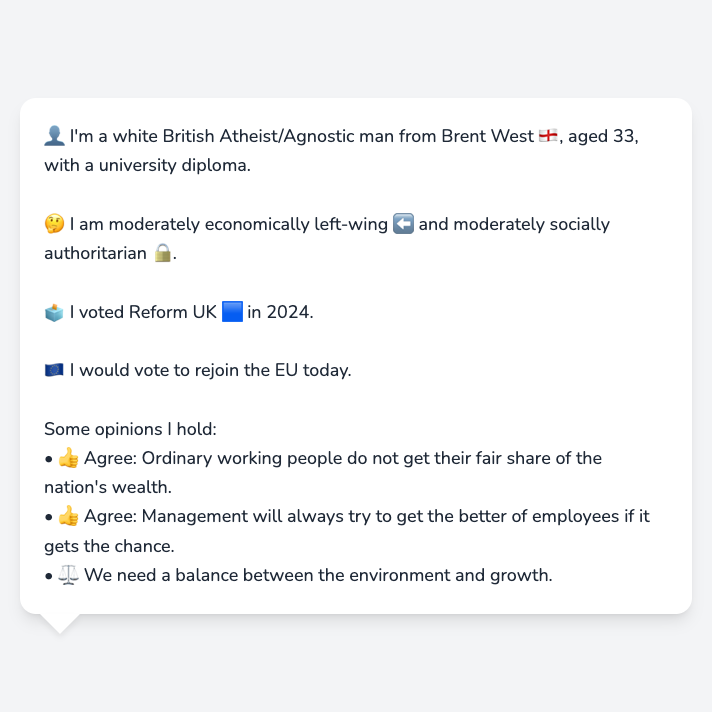 👤 I'm a white British Atheist/Agnostic man from Brent West 🏴󠁧󠁢󠁥󠁮󠁧󠁿, aged 33,
with a university diploma.
🤔 I am moderately economically left-wing ⬅️ and moderately socially
authoritarian 🔒.
🗳️ I voted Reform UK 🟦 in 2024.
🇪🇺 I would vote to rejoin the EU today.
Some opinions I hold:
• 👍 Agree: Ordinary working people do not get their fair share of the
nation's wealth.
• 👍 Agree: Management will always try to get the better of employees if it
gets the chance.
• ⚖️ We need a balance between the environment and growth.